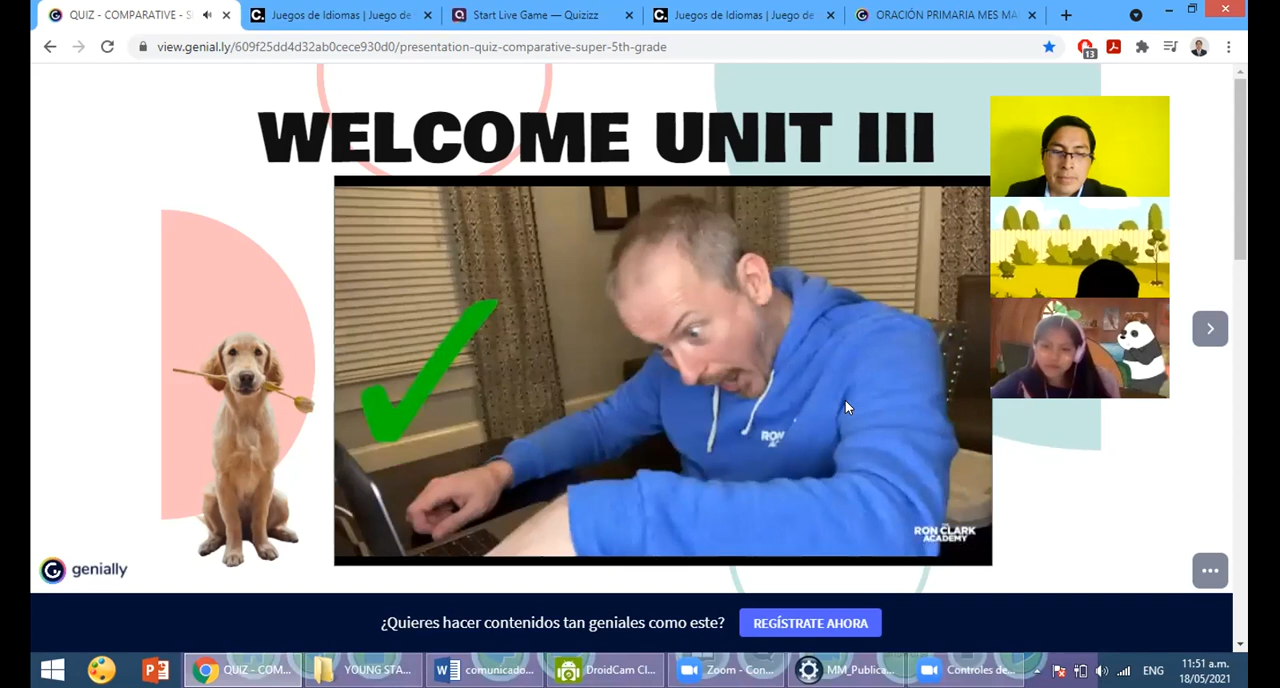 QUIZ - COMPARATIVE - S
Juegos de Idiomas | Juego de
Start Live Game — Quizizz
Juegos de Idiomas | Juego de
ORACIÓN PRIMARIA MES MA
view.genial.ly/609f25dd4d32ab0cece930d0/presentation-quiz-comparative-super-5th-grade
13
WELCOME UNIT III
RON
RON CLARK
ACADEMY
genially
¿Quieres hacer contenidos tan geniales como este?
REGÍSTRATE AHORA
QUIZ - COM...
YOUNG STA...
comunicado...
DroidCam Cl...
Zoom - Con...
MM_Publica...
Controles de...
ENG
11:51 a.m.
18/05/2021